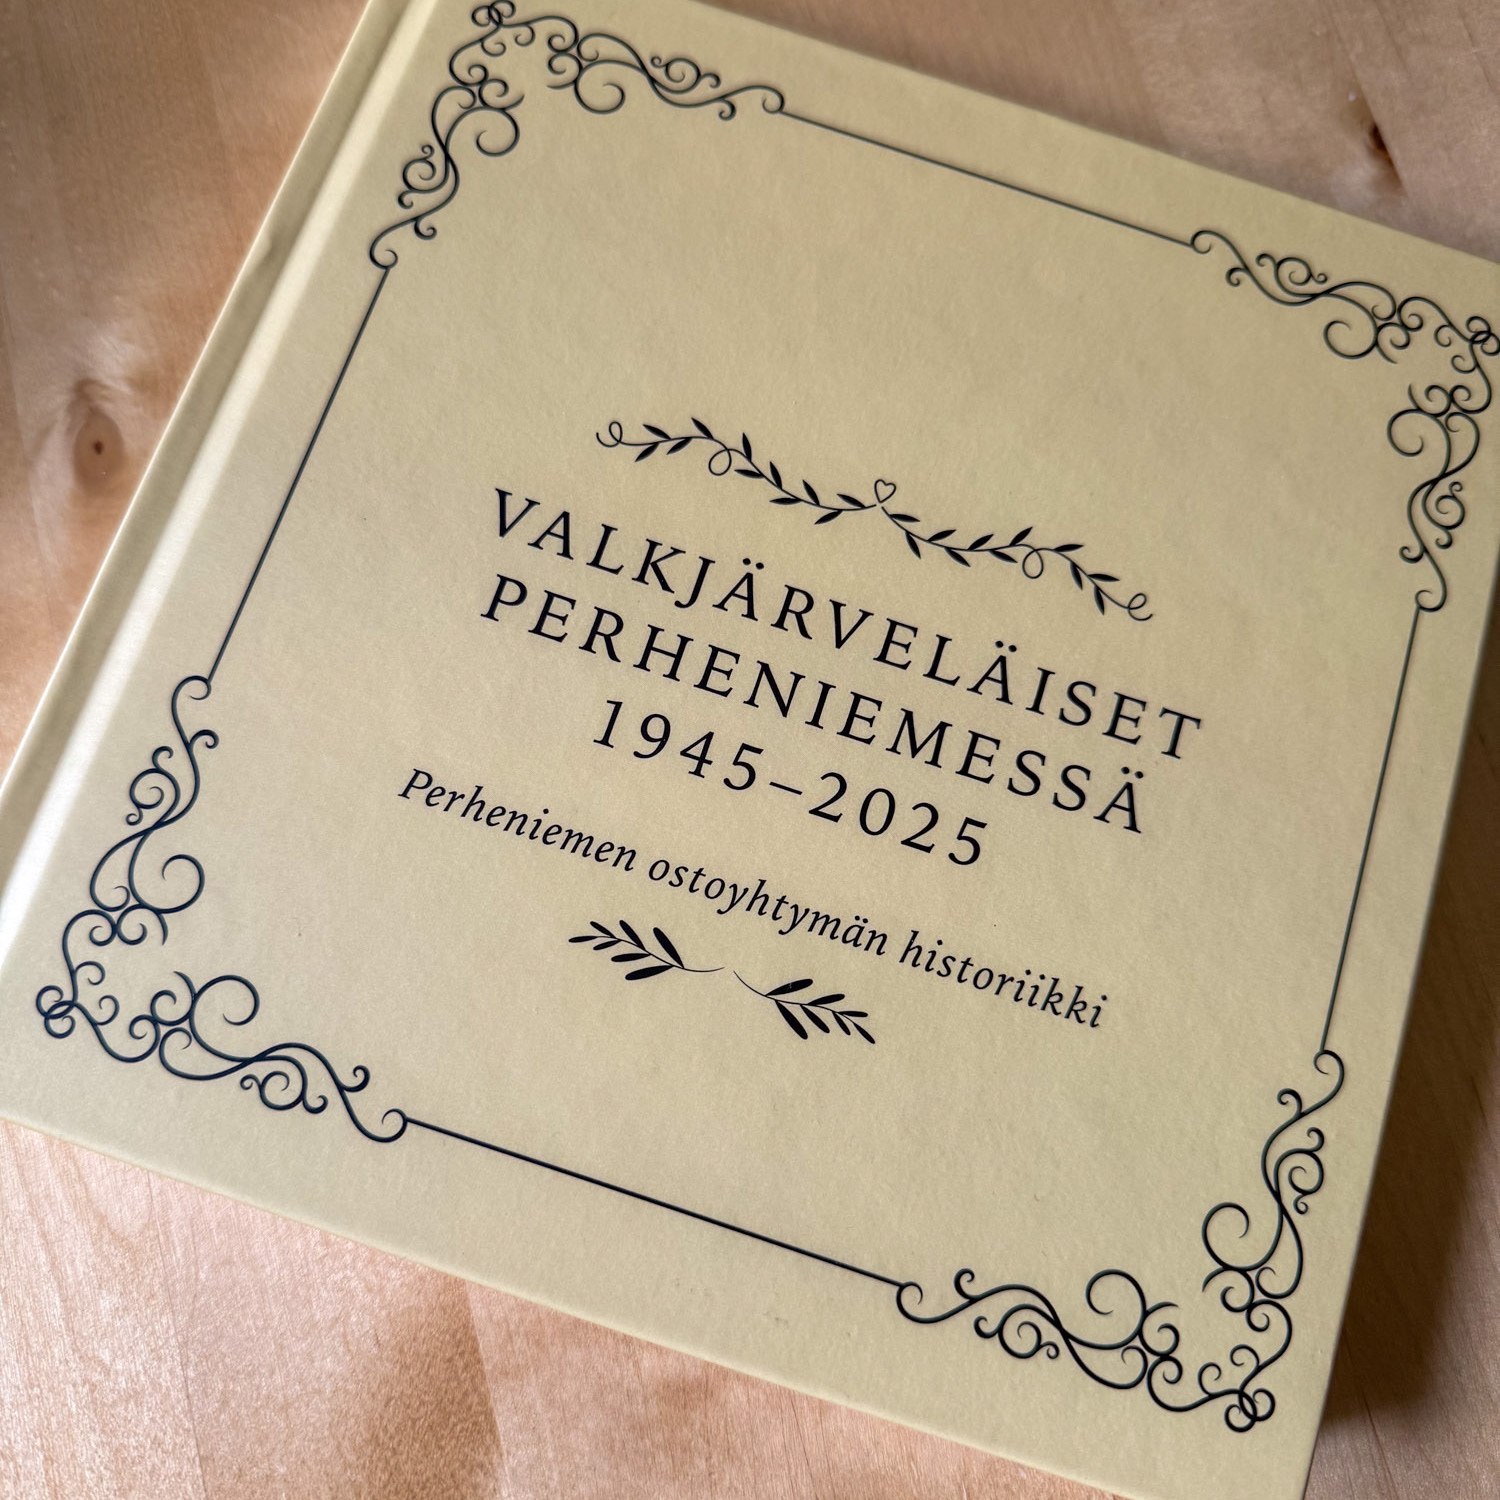 VALKJÄRVELÄISET
PERHENIEMESSÄ
1945–2025
Perheniemen ostoyhtymän historiikki